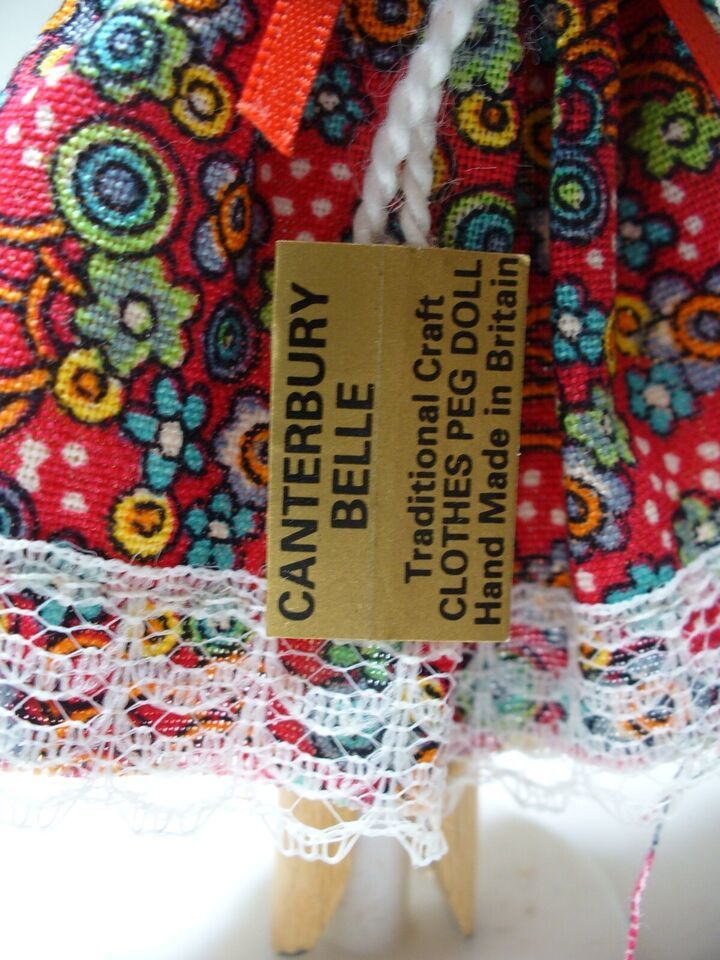 CANTERBURY
BELLE
Traditional Craft
CLOTHES PEG DOLL
Hand Made in Britain